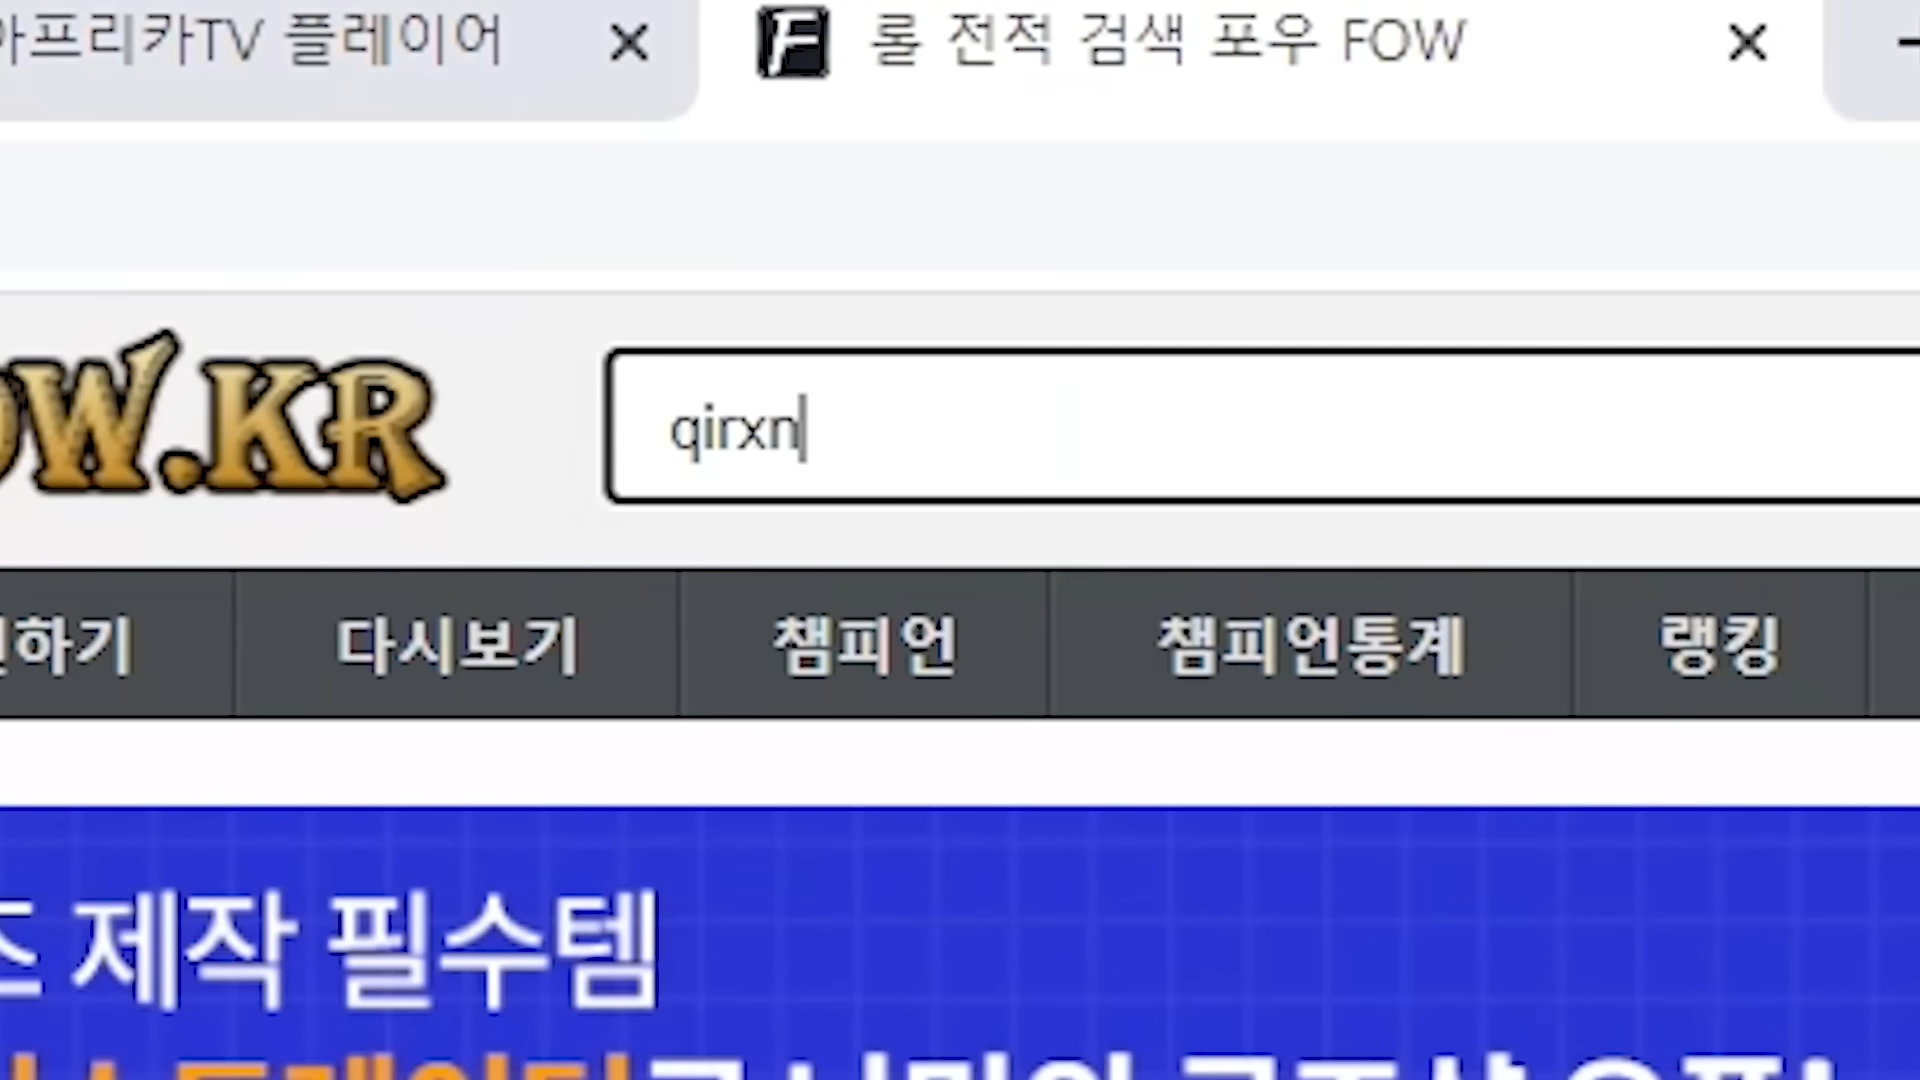 아프리카TV 플레이어
롤 전적 검색 포우 FOW
OW.KR
qirxn
하기 다시보기 챔피언 챔피언통계 랭킹
제작 필수템